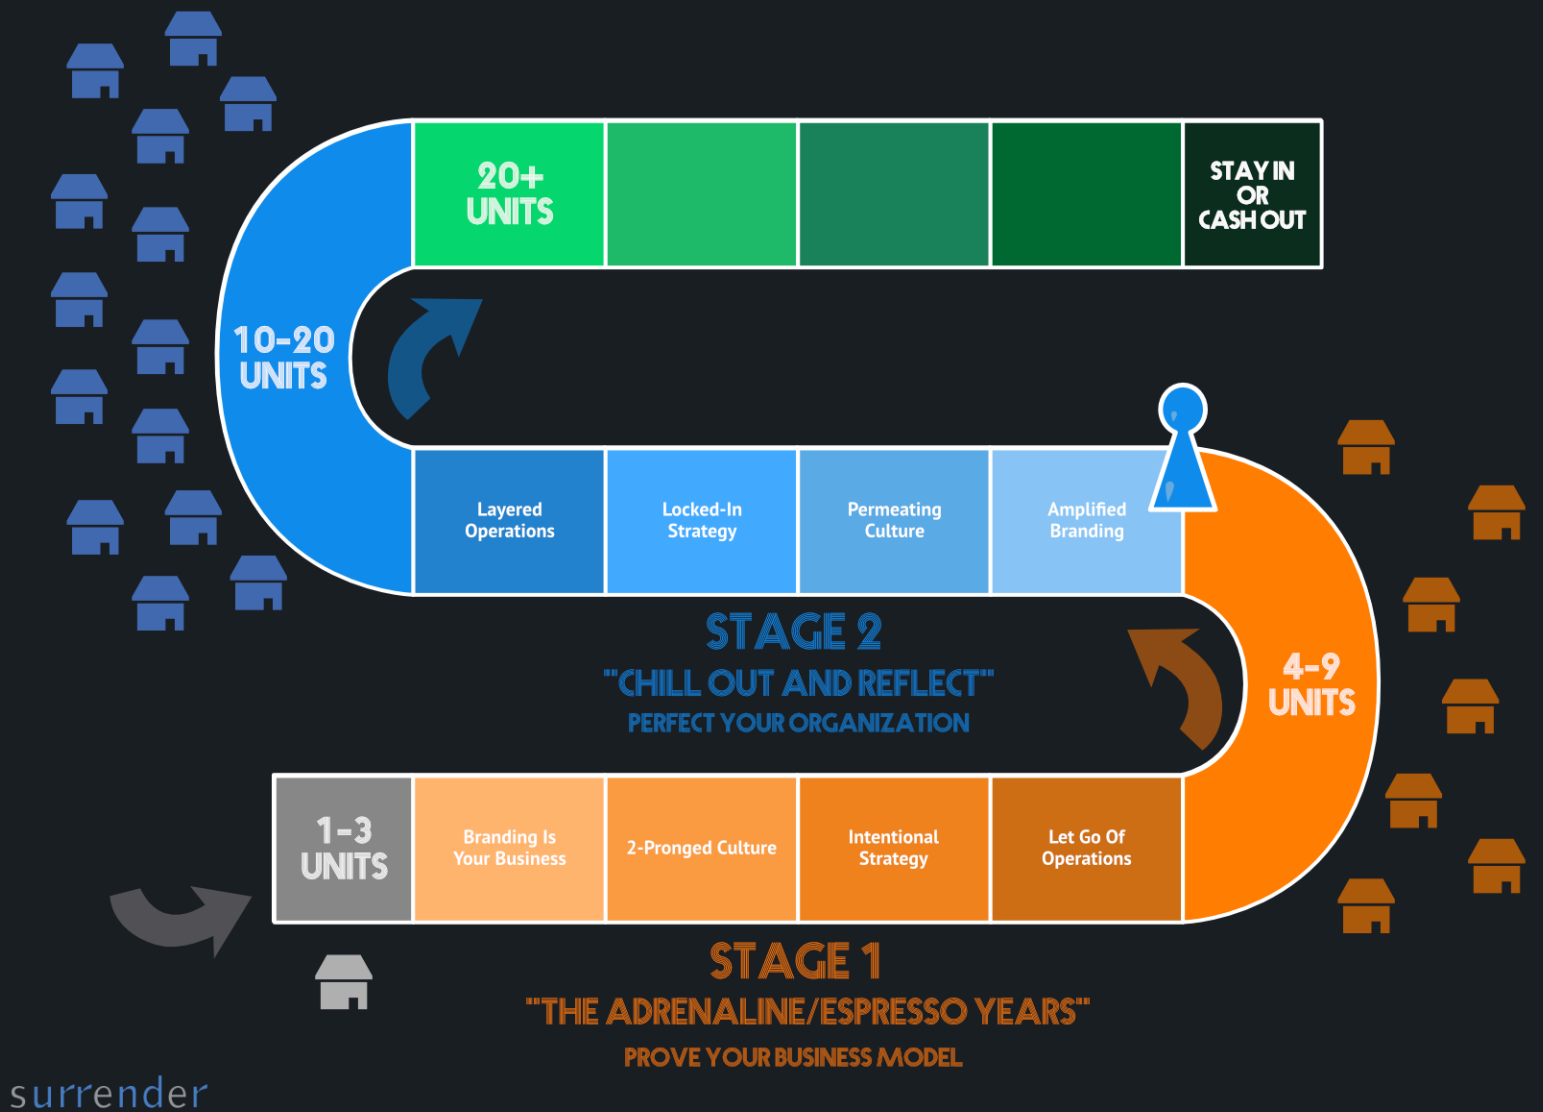 20+
UNITS
STAY IN
OR
CASH OUT
10-20
UNITS
Layered
Operations
Locked-In
Strategy
Permeating
Culture
Amplified
Branding
STAGE 2
"CHILL OUT AND REFLECT"
PERFECT YOUR ORGANIZATION
4-9
UNITS
1-3
UNITS
Branding Is
Your Business
2-Pronged Culture
Intentional
Strategy
Let Go Of
Operations
STAGE 1
"THE ADRENALINE/ESPRESSO YEARS"
PROVE YOUR BUSINESS MODEL
surrender